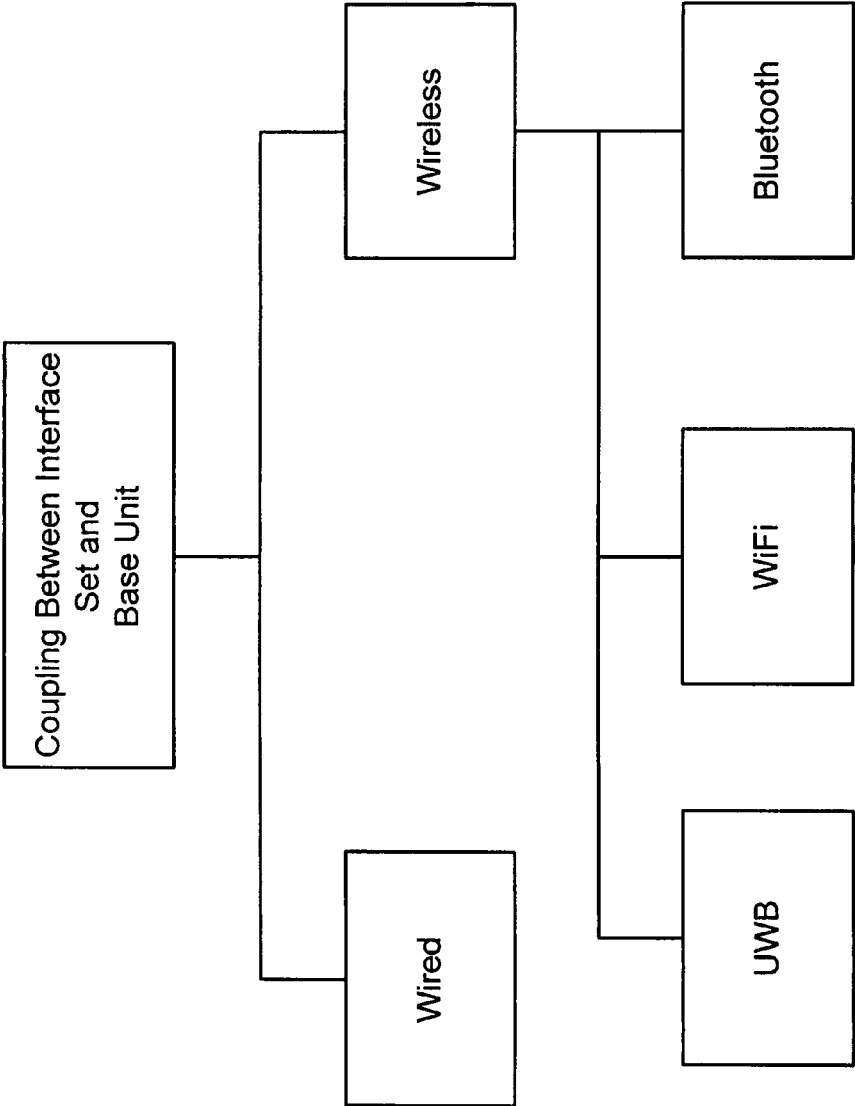 Coupling Between Interface
Set and
Base Unit
Wired
Wireless
UWB
WiFi
Bluetooth